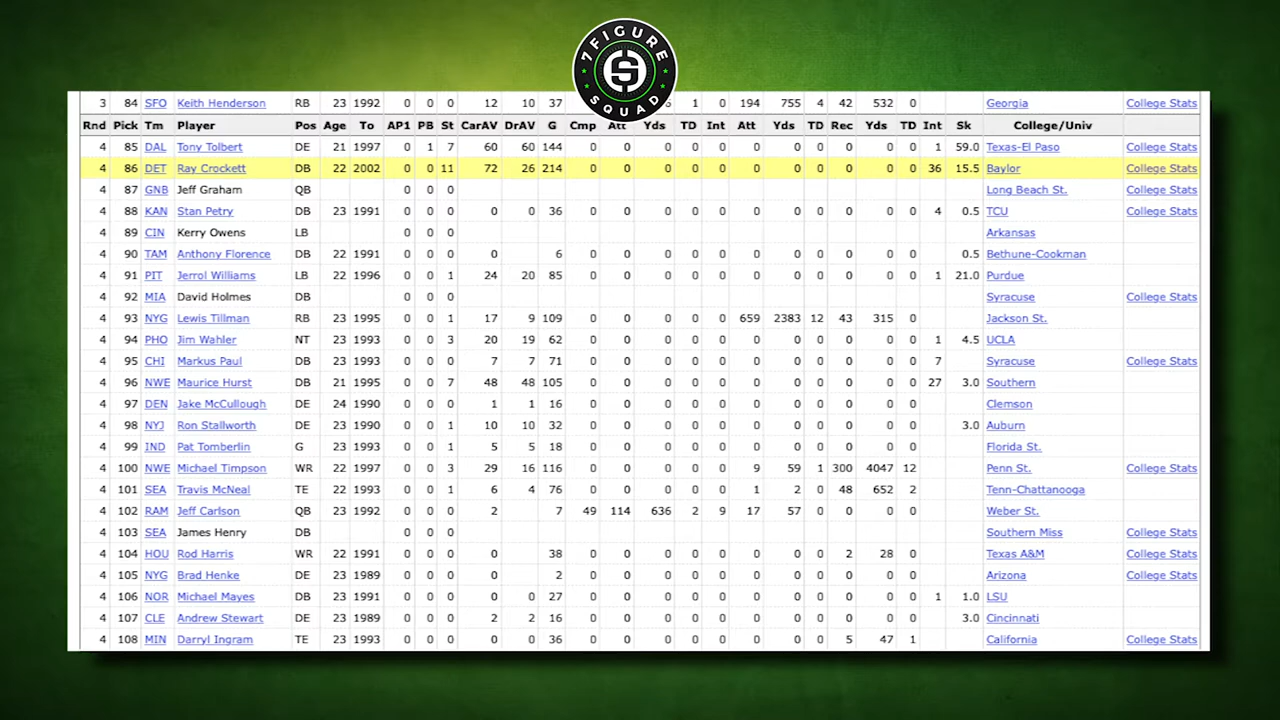 7FIGURE
SQUAD
3 84 SFO Keith Henderson RB 23 1992 0 0 0 12 10 37 1 0 194 755 4 42 532 0 Georgia College Stats
Rnd Pick Tm Player Pos Age To AP1 PB St CarAV DrAV G Cmp Att Yds TD Int Att Yds TD Rec Yds TD Int Sk College/Univ
4 85 DAL Tony Tolbert DE 21 1997 0 1 7 60 60 144 0 0 0 0 0 0 0 0 0 0 0 1 59.0 Texas-El Paso College Stats
4 86 DET Ray Crockett DB 22 2002 0 0 11 72 26 214 0 0 0 0 0 0 0 0 0 0 0 36 15.5 Baylor College Stats
4 87 GNB Jeff Graham QB 0 0 0 Long Beach St. College Stats
4 88 KAN Stan Petry DB 23 1991 0 0 0 0 0 36 0 0 0 0 0 0 0 0 0 0 0 4 0.5 TCU College Stats
4 89 CIN Kerry Owens LB 0 0 0 Arkansas
4 90 TAM Anthony Florence DB 22 1991 0 0 0 0 6 0 0 0 0 0 0 0 0 0 0 0 0.5 Bethune-Cookman
4 91 PIT Jerrol Williams LB 22 1996 0 0 1 24 20 85 0 0 0 0 0 0 0 0 0 0 0 1 21.0 Purdue
4 92 MIA David Holmes DB 0 0 0 Syracuse College Stats
4 93 NYG Lewis Tillman RB 23 1995 0 0 1 17 9 109 0 0 0 0 0 659 2383 12 43 315 0 Jackson St.
4 94 PHO Jim Wahler NT 23 1993 0 0 3 20 19 62 0 0 0 0 0 0 0 0 0 0 0 1 4.5 UCLA
4 95 CHI Markus Paul DB 23 1993 0 0 0 7 7 71 0 0 0 0 0 0 0 0 0 0 0 7 Syracuse College Stats
4 96 NWE Maurice Hurst DB 21 1995 0 0 7 48 48 105 0 0 0 0 0 0 0 0 0 0 0 27 3.0 Southern
4 97 DEN Jake McCullough DE 24 1990 0 0 0 1 1 16 0 0 0 0 0 0 0 0 0 0 0 Clemson
4 98 NYJ Ron Stallworth DE 23 1990 0 0 1 10 10 32 0 0 0 0 0 0 0 0 0 0 0 3.0 Auburn
4 99 IND Pat Tomberlin G 23 1993 0 0 1 5 5 18 0 0 0 0 0 0 0 0 0 0 0 Florida St.
4 100 NWE Michael Timpson WR 22 1997 0 0 3 29 16 116 0 0 0 0 0 9 59 1 300 4047 12 Penn St. College Stats
4 101 SEA Travis McNeal TE 22 1993 0 0 1 6 4 76 0 0 0 0 0 1 2 0 48 652 2 Tenn-Chattanooga
4 102 RAM Jeff Carlson QB 23 1992 0 0 0 2 7 49 114 636 2 9 17 57 0 0 0 0 Weber St.
4 103 SEA James Henry DB 0 0 0 Southern Miss College Stats
4 104 HOU Rod Harris WR 22 1991 0 0 0 0 38 0 0 0 0 0 0 0 0 2 28 0 Texas A&M College Stats
4 105 NYG Brad Henke DE 23 1989 0 0 0 0 2 0 0 0 0 0 0 0 0 0 0 0 Arizona College Stats
4 106 NOR Michael Mayes DB 23 1991 0 0 0 0 0 27 0 0 0 0 0 0 0 0 0 0 0 1 1.0 LSU
4 107 CLE Andrew Stewart DE 23 1989 0 0 0 2 2 16 0 0 0 0 0 0 0 0 0 0 0 3.0 Cincinnati
4 108 MIN Darryl Ingram TE 23 1993 0 0 0 0 0 36 0 0 0 0 0 0 0 0 5 47 1 California College Stats